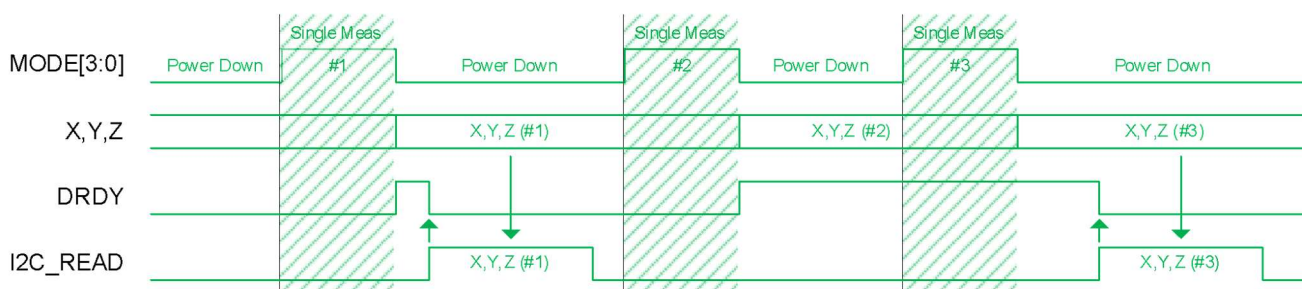 Single Meas Single Meas Single Meas
MODE[3:0] Power Down #1 Power Down #2 Power Down #3 Power Down
X,Y,Z X,Y,Z (#1) X,Y,Z (#2) X,Y,Z (#3)
DRDY
I2C_READ X,Y,Z (#1) X,Y,Z (#3)